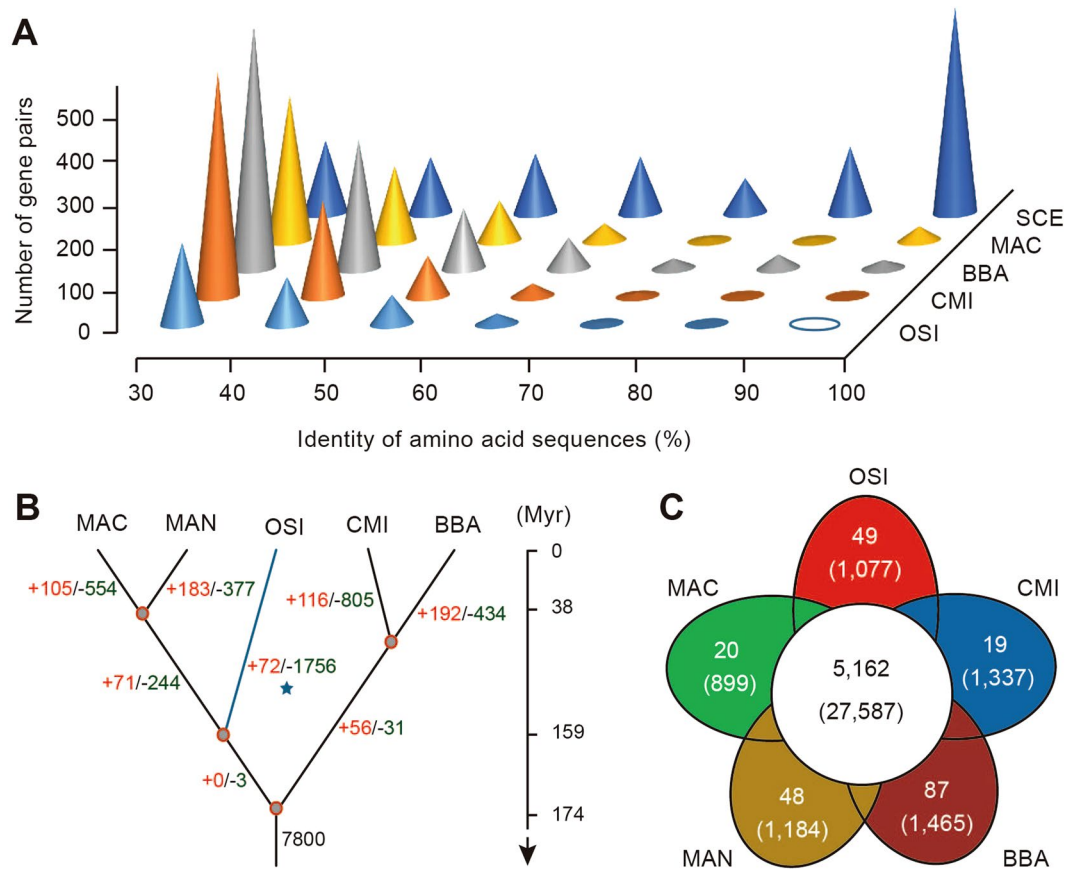 A
Number of gene pairs
500
400
300
200
100
0
SCE
MAC
BBA
CMI
OSI
30 40 50 60 70 80 90 100
Identity of amino acid sequences (%)
B
MAC MAN OSI CMI BBA (Myr)
0
+105/-554 +183/-377 +116/-805 +192/-434
38
+72/-1756
+71/-244
+56/-31
159
+0/-3
174
7800
C
OSI
49
(1,077)
MAC
CMI
20
(899)
19
(1,337)
5,162
(27,587)
48
(1,184)
87
(1,465)
MAN
BBA